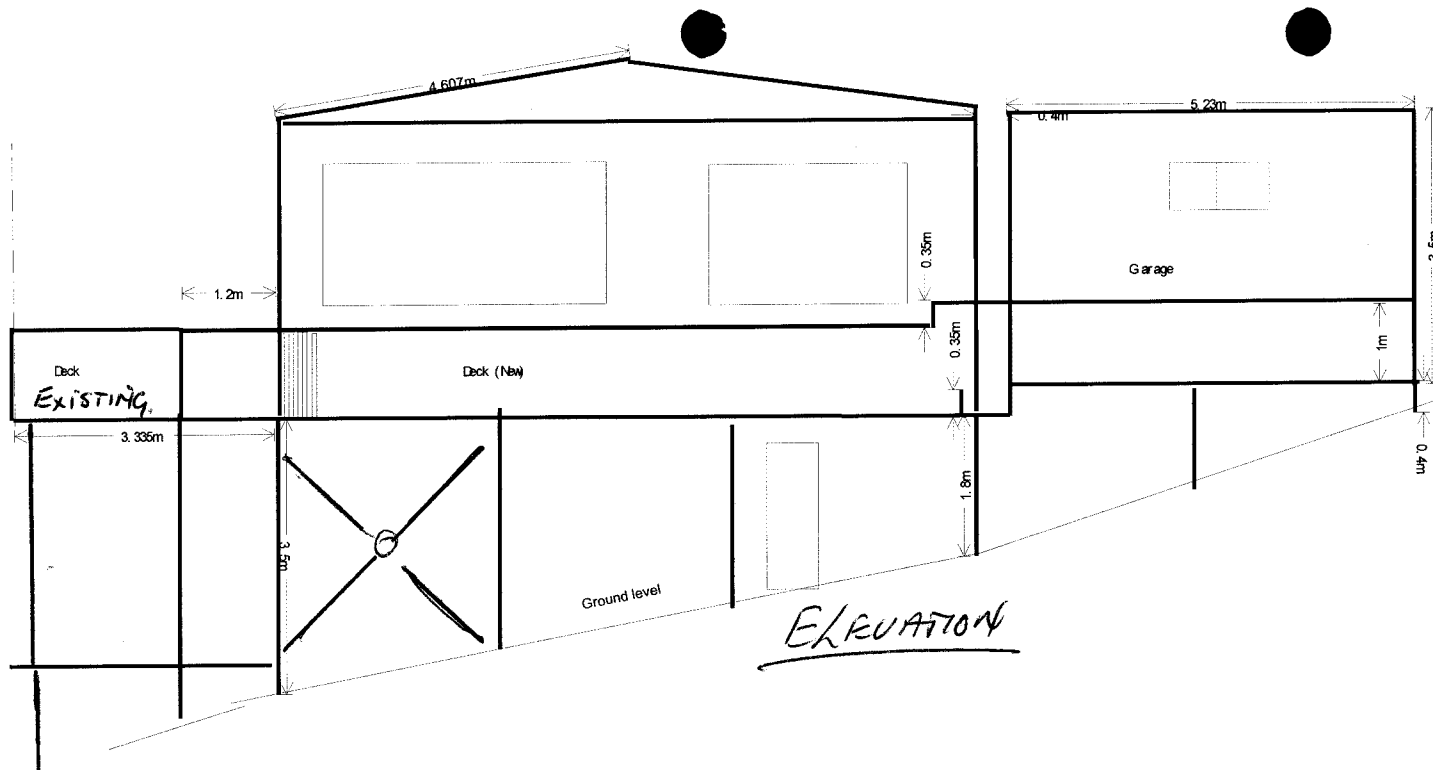 4.607m
5.23m
0.4m
0.35m
Garage
1.2m
0.35m
1m
Deck
Deck (New)
EXISTING.
3.335m
0.4m
1.8m
3.5m
Ground level
ELEVATION